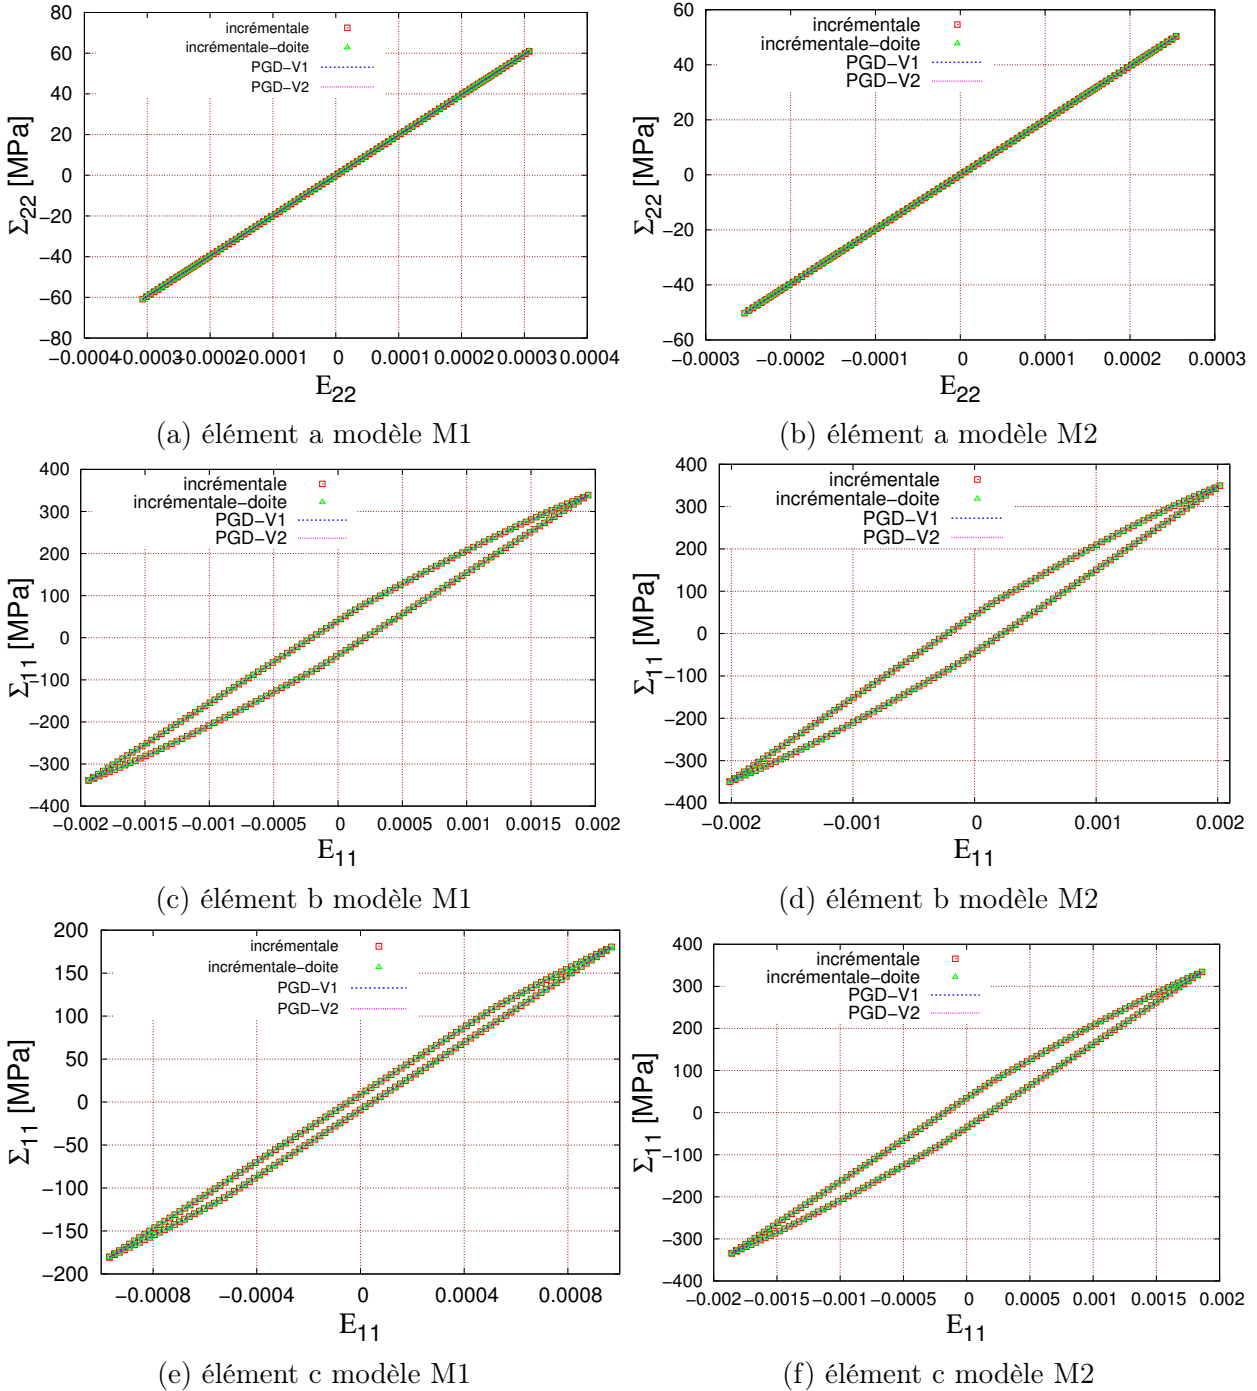 incrémentale
incrémentale-doite
PGD-V1
PGD-V2
80
60
40
20
0
−20
−40
−60
−80
Σ22 [MPa]
−0.0004 −0.0003 −0.0002 −0.0001 0 0.0001 0.0002 0.0003 0.0004
E22
(a) élément a modèle M1
incrémentale
incrémentale-doite
PGD-V1
PGD-V2
60
40
20
0
−20
−40
−60
Σ22 [MPa]
−0.0003 −0.0002 −0.0001 0 0.0001 0.0002 0.0003
E22
(b) élément a modèle M2
incrémentale
incrémentale-doite
PGD-V1
PGD-V2
400
300
200
100
0
−100
−200
−300
−400
Σ11 [MPa]
−0.002 −0.0015 −0.001 −0.0005 0 0.0005 0.001 0.0015 0.002
E11
(c) élément b modèle M1
incrémentale
incrémentale-doite
PGD-V1
PGD-V2
400
300
200
100
0
−100
−200
−300
−400
Σ11 [MPa]
−0.002 −0.001 0 0.001 0.002
E11
(d) élément b modèle M2
incrémentale
incrémentale-doite
PGD-V1
PGD-V2
200
150
100
50
0
−50
−100
−150
−200
Σ11 [MPa]
−0.0008 −0.0004 0 0.0004 0.0008
E11
(e) élément c modèle M1
incrémentale
incrémentale-doite
PGD-V1
PGD-V2
400
300
200
100
0
−100
−200
−300
−400
Σ11 [MPa]
−0.002 −0.0015 −0.001 −0.0005 0 0.0005 0.001 0.0015 0.002
E11
(f) élément c modèle M2